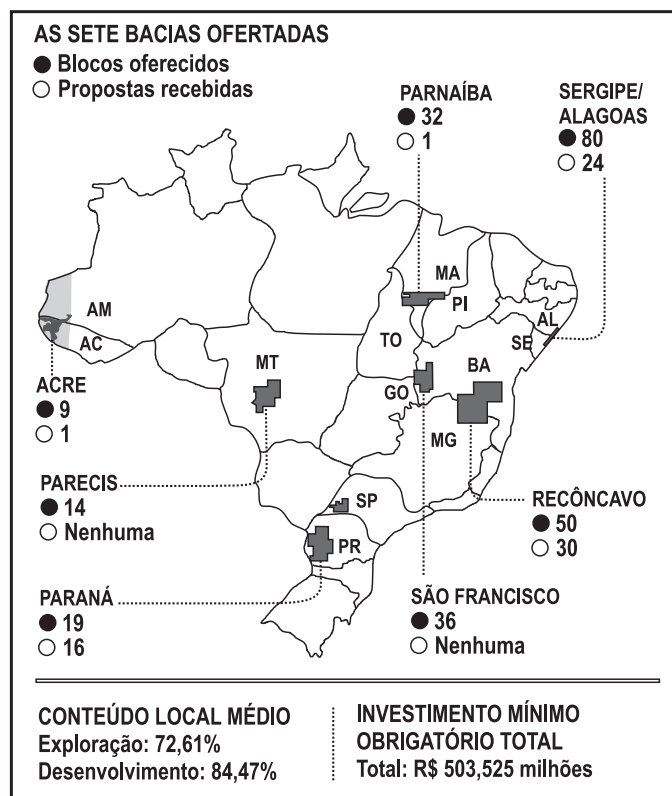 AS SETE BACIAS OFERTADAS
Blocos oferecidos
Propostas recebidas
PARNAÍBA
32
1
SERGIPE/
ALAGOAS
80
24
MA
PI
AM
AC
TO
AL
SE
MT
BA
GO
MG
SP
PR
ACRE
9
1
PARECIS
14
Nenhuma
PARANÁ
19
16
RECÔNCAVO
50
30
SÃO FRANCISCO
36
Nenhuma
CONTEÚDO LOCAL MÉDIO
Exploração: 72,61%
Desenvolvimento: 84,47%
INVESTIMENTO MÍNIMO
OBRIGATÓRIO TOTAL
Total: R$ 503,525 milhões